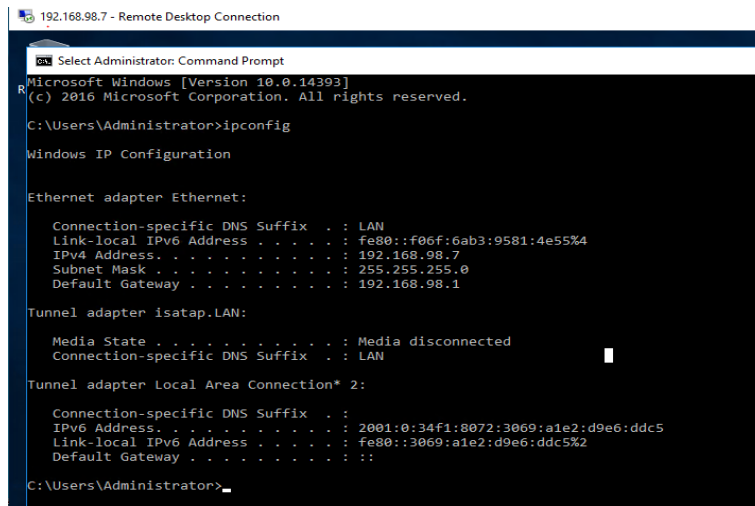 192.168.98.7 - Remote Desktop Connection
Select Administrator: Command Prompt
R
Microsoft Windows [Version 10.0.14393]
(c) 2016 Microsoft Corporation. All rights reserved.
C:\Users\Administrator>ipconfig
Windows IP Configuration
Ethernet adapter Ethernet:
Connection-specific DNS Suffix . : LAN
Link-local IPv6 Address . . . . . : fe80::f06f:6ab3:9581:4e55%4
IPv4 Address. . . . . . . . . . . : 192.168.98.7
Subnet Mask . . . . . . . . . . . : 255.255.255.0
Default Gateway . . . . . . . . . : 192.168.98.1
Tunnel adapter isatap.LAN:
Media State . . . . . . . . . . . : Media disconnected
Connection-specific DNS Suffix . : LAN
Tunnel adapter Local Area Connection* 2:
Connection-specific DNS Suffix . :
IPv6 Address. . . . . . . . . . . : 2001:0:34f1:8072:3069:a1e2:d9e6:ddc5
Link-local IPv6 Address . . . . . : fe80::3069:a1e2:d9e6:ddc5%2
Default Gateway . . . . . . . . . : ::
C:\Users\Administrator>